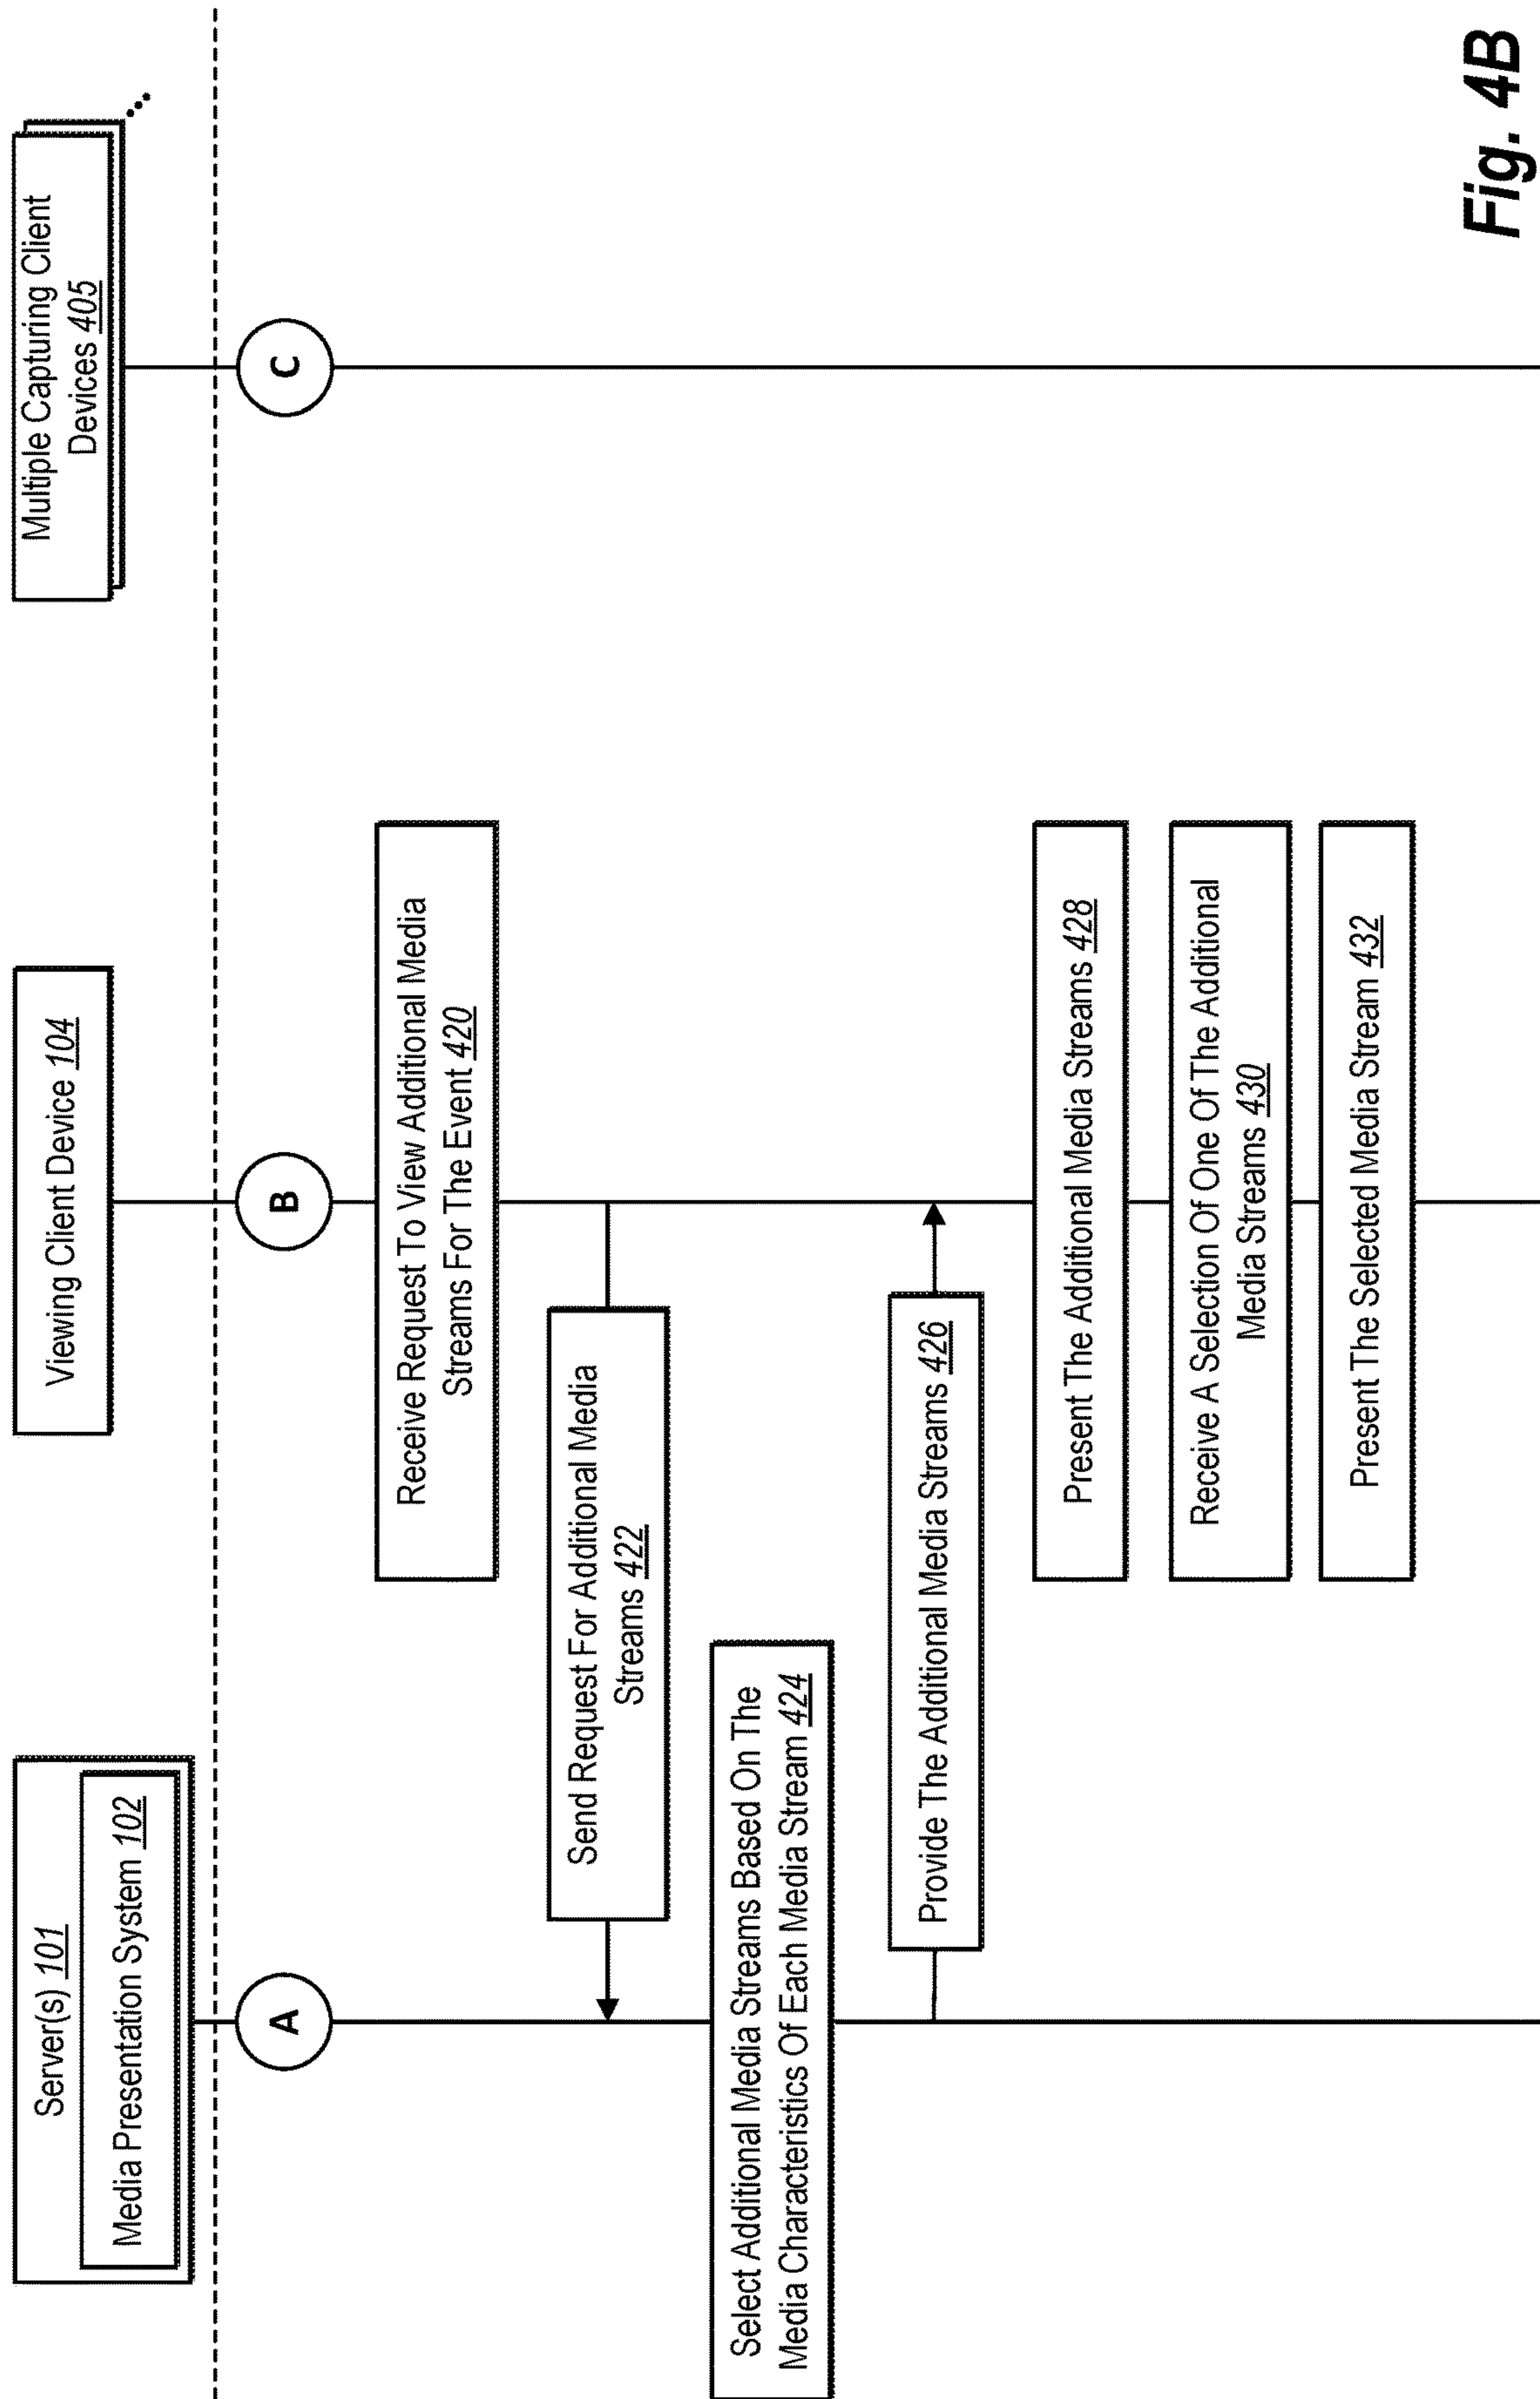 Server(s) 101
Media Presentation System 102
Viewing Client Device 104
Multiple Capturing Client
Devices 405
A
B
C
Receive Request To View Additional Media
Streams For The Event 420
Send Request For Additional Media
Streams 422
Select Additional Media Streams Based On The
Media Characteristics Of Each Media Stream 424
Provide The Additional Media Streams 426
Present The Additional Media Streams 428
Receive A Selection Of One Of The Additional
Media Streams 430
Present The Selected Media Stream 432
Fig. 4B